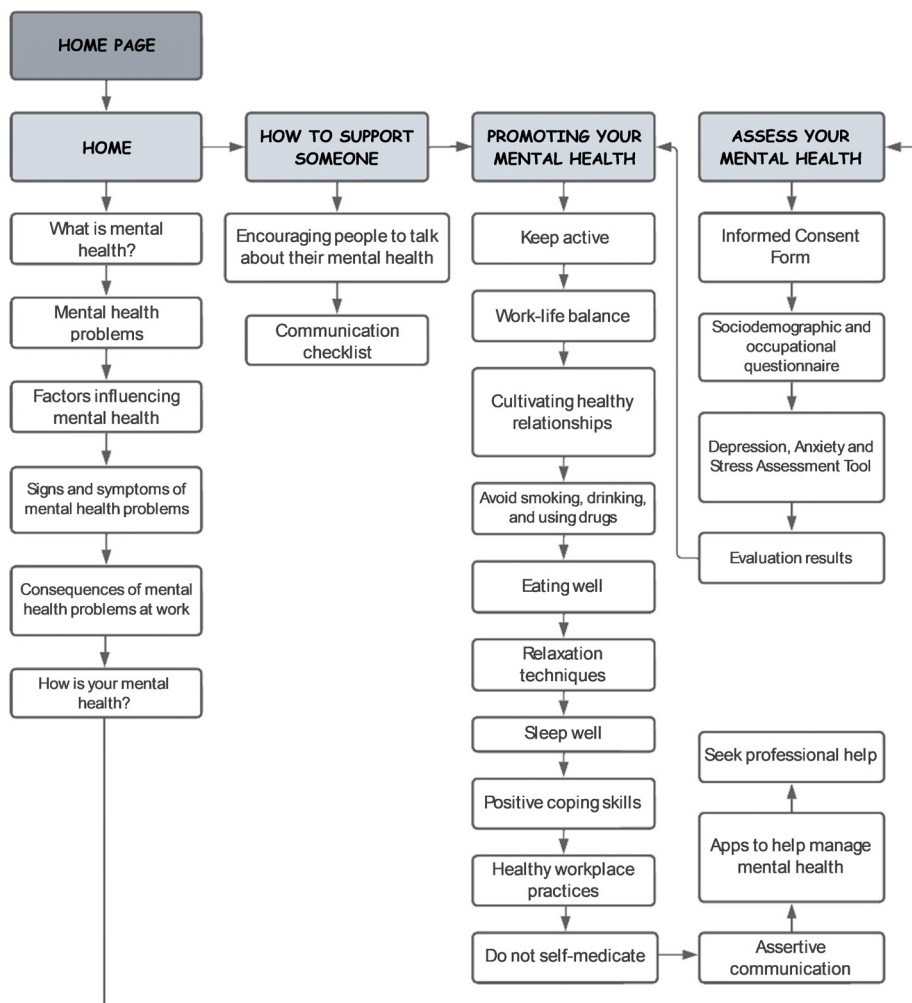 HOME PAGE
HOME
HOW TO SUPPORT
SOMEONE
PROMOTING YOUR
MENTAL HEALTH
ASSESS YOUR
MENTAL HEALTH
What is mental
health?
Mental health
problems
Factors influencing
mental health
Signs and symptoms of
mental health problems
Consequences of mental
health problems at work
How is your mental
health?
Encouraging people to talk
about their mental health
Communication
checklist
Keep active
Work-life balance
Cultivating healthy
relationships
Avoid smoking, drinking,
and using drugs
Eating well
Relaxation
techniques
Sleep well
Positive coping skills
Healthy workplace
practices
Do not self-medicate
Informed Consent
Form
Sociodemographic and
occupational
questionnaire
Depression, Anxiety and
Stress Assessment Tool
Evaluation results
Seek professional help
Apps to help manage
mental health
Assertive
communication